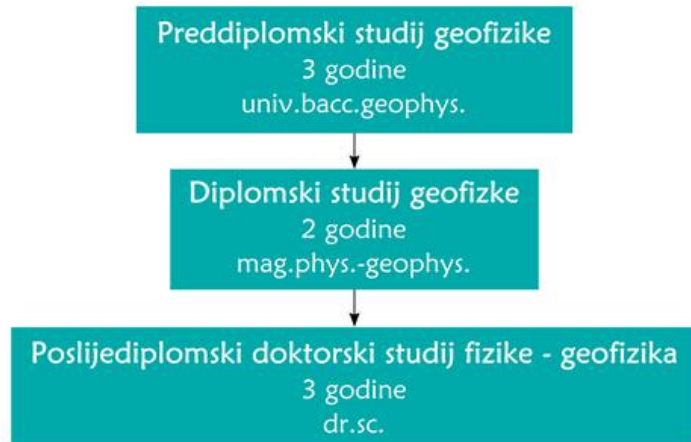 Preddiplomski studij geofizike
3 godine
univ.bacc.geophys.
Diplomski studij geofizke
2 godine
mag.phys.-geophys.
Poslijediplomski doktorski studij fizike - geofizika
3 godine
dr.sc.